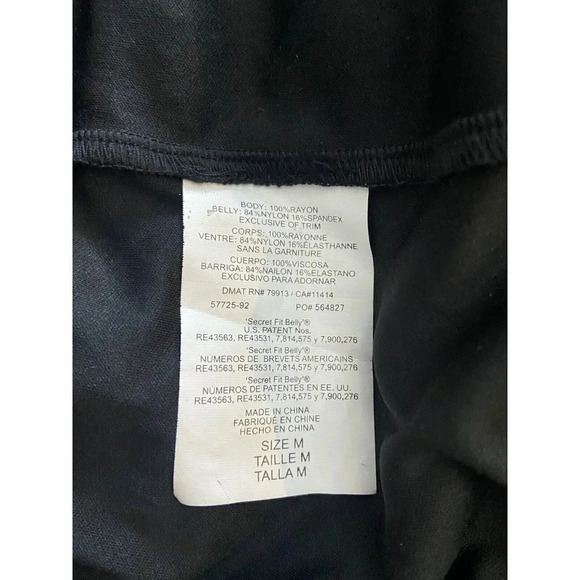 BODY: 100%RAYON
BELLY: 84%NYLON 16%SPANDEX
EXCLUSIVE OF TRIM
CORPS: 100%RAYONNE
VENTRE: 84%NYLON 16%ÉLASTHANNE
SANS LA GARNITURE
CUERPO: 100%VISCOSA
BARRIGA: 84%NAILON 16%ELASTANO
EXCLUSIVO PARA ADORNAR
DMAT RN# 79913 / CA#11414
57725-92 PO# 564827
'Secret Fit Belly'®
U.S. PATENT Nos.
RE43563, RE43531, 7,814,575 y 7,900,276
'Secret Fit Belly'®
NÚMEROS DE BREVETS AMERICAINS
RE43563, RE43531, 7,814,575 y 7,900,276
'Secret Fit Belly'®
NÚMEROS DE PATENTES EN EE. UU.
RE43563, RE43531, 7,814,575 y 7,900,276
MADE IN CHINA
FABRIQUÉ EN CHINE
HECHO EN CHINA
SIZE M
TAILLE M
TALLA M